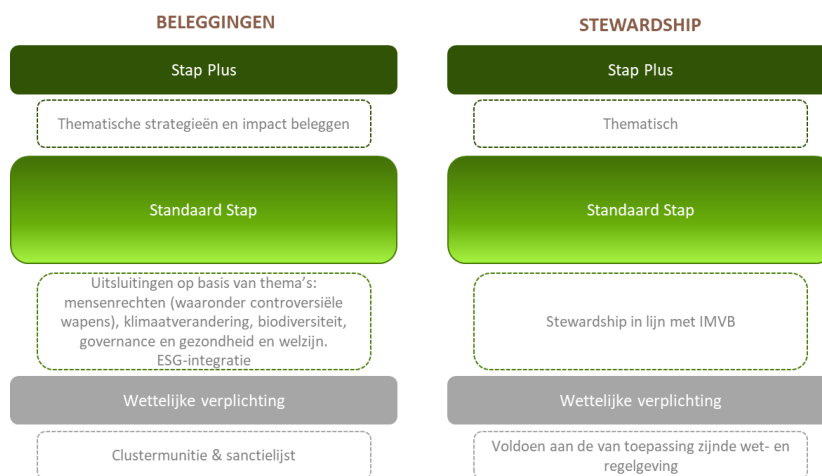 BELEGGINGEN
Stap Plus
Thematische strategieën en impact beleggen
Standaard Stap
Uitsluitingen op basis van thema's:
mensenrechten (waaronder controversiële
wapens), klimaatverandering, biodiversiteit,
governance en gezondheid en welzijn.
ESG-integratie
Wettelijke verplichting
Clustermunitie & sanctielijst
STEWARDSHIP
Stap Plus
Thematisch
Standaard Stap
Stewardship in lijn met IMVB
Wettelijke verplichting
Voldoen aan de van toepassing zijnde wet- en
regelgeving